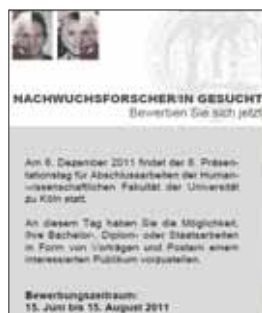 NACHWUCHSFORSCHER/IN GESUCHT
Bewerben Sie sich jetzt
Am 6. Dezember 2011 findet der 8. Präsen-
tationstag für Abschlussarbeiten der Human-
wissenschaftlichen Fakultät der Universität
zu Köln statt.
An diesem Tag haben Sie die Möglichkeit,
Ihre Bachelor-, Diplom- oder Staatsarbeiten
in Form von Vorträgen und Postern einem
interessierten Publikum vorzustellen.
Bewerbungszeitraum:
15. Juni bis 15. August 2011